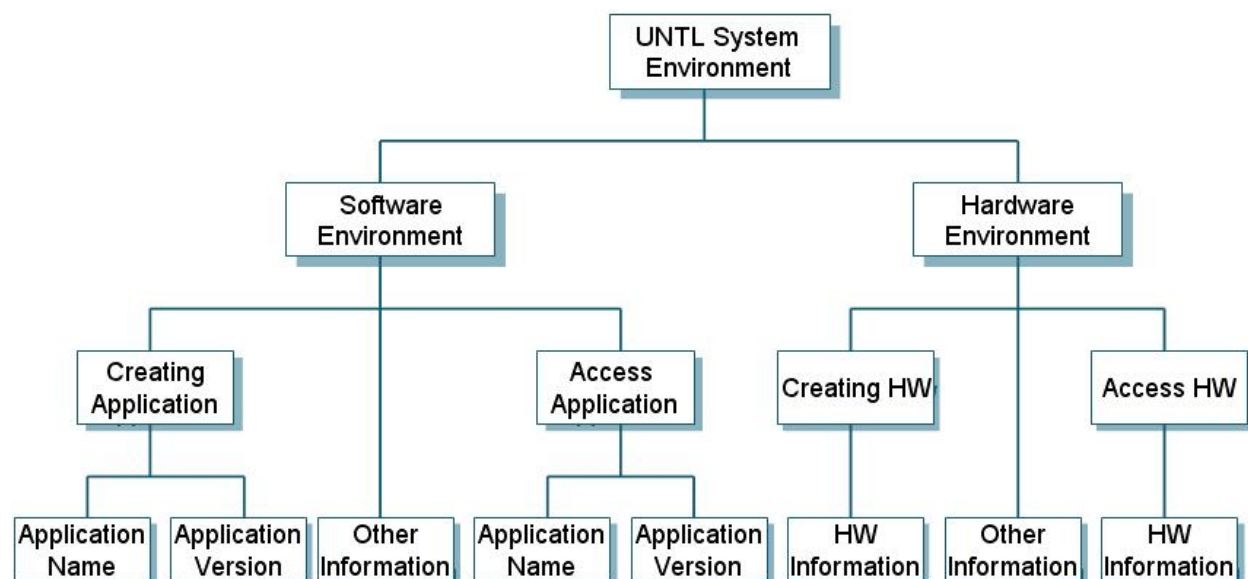 UNTL System
Environment
Software
Environment
Hardware
Environment
Creating
Application
Access
Application
Creating HW
Access HW
Application
Name
Application
Version
Other
Information
Application
Name
Application
Version
HW
Information
Other
Information
HW
Information